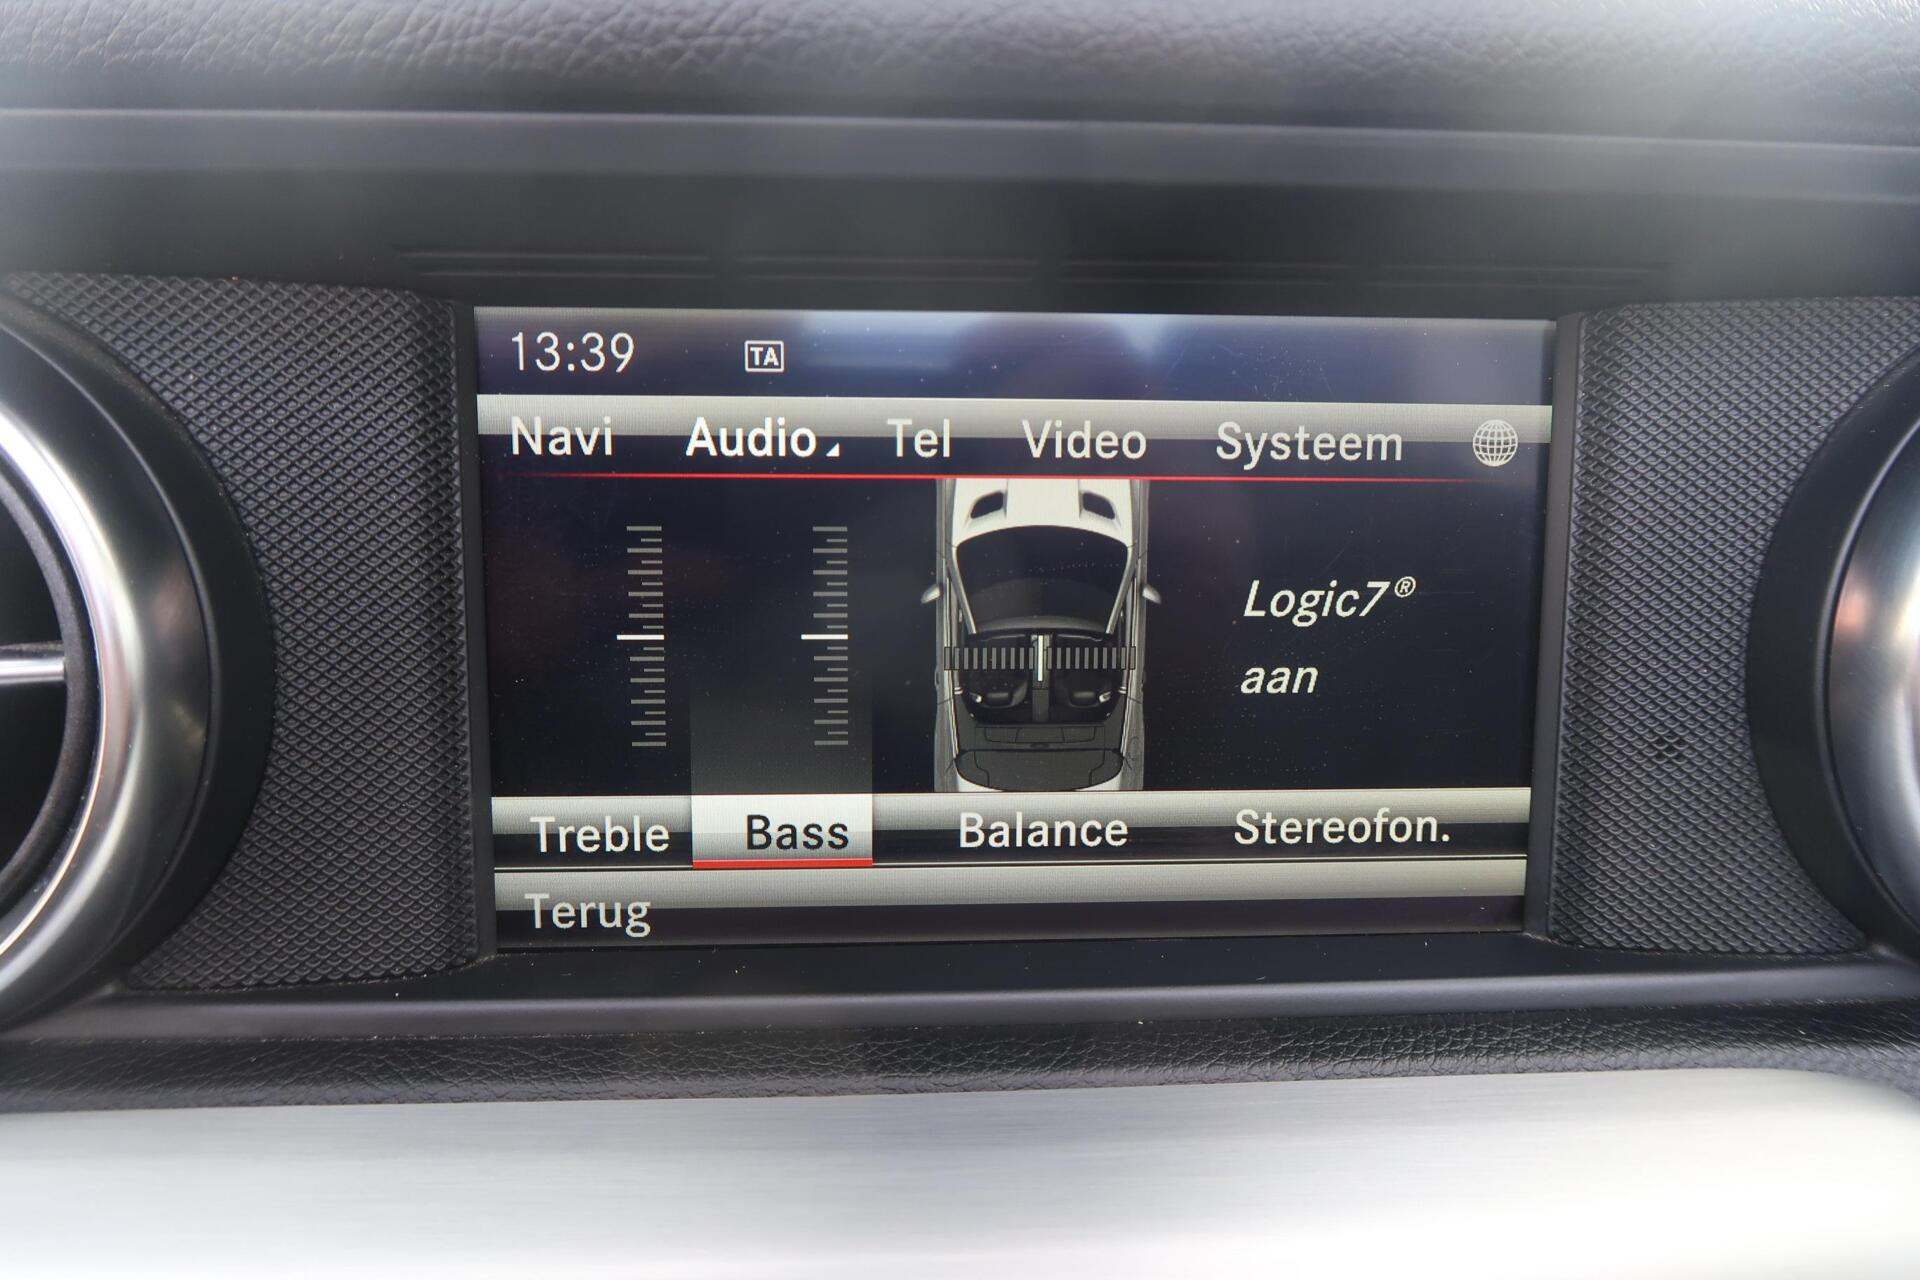 13:39 TA
Navi Audio Tel Video Systeem
Logic7®
aan
Treble Bass Balance Stereofon.
Terug